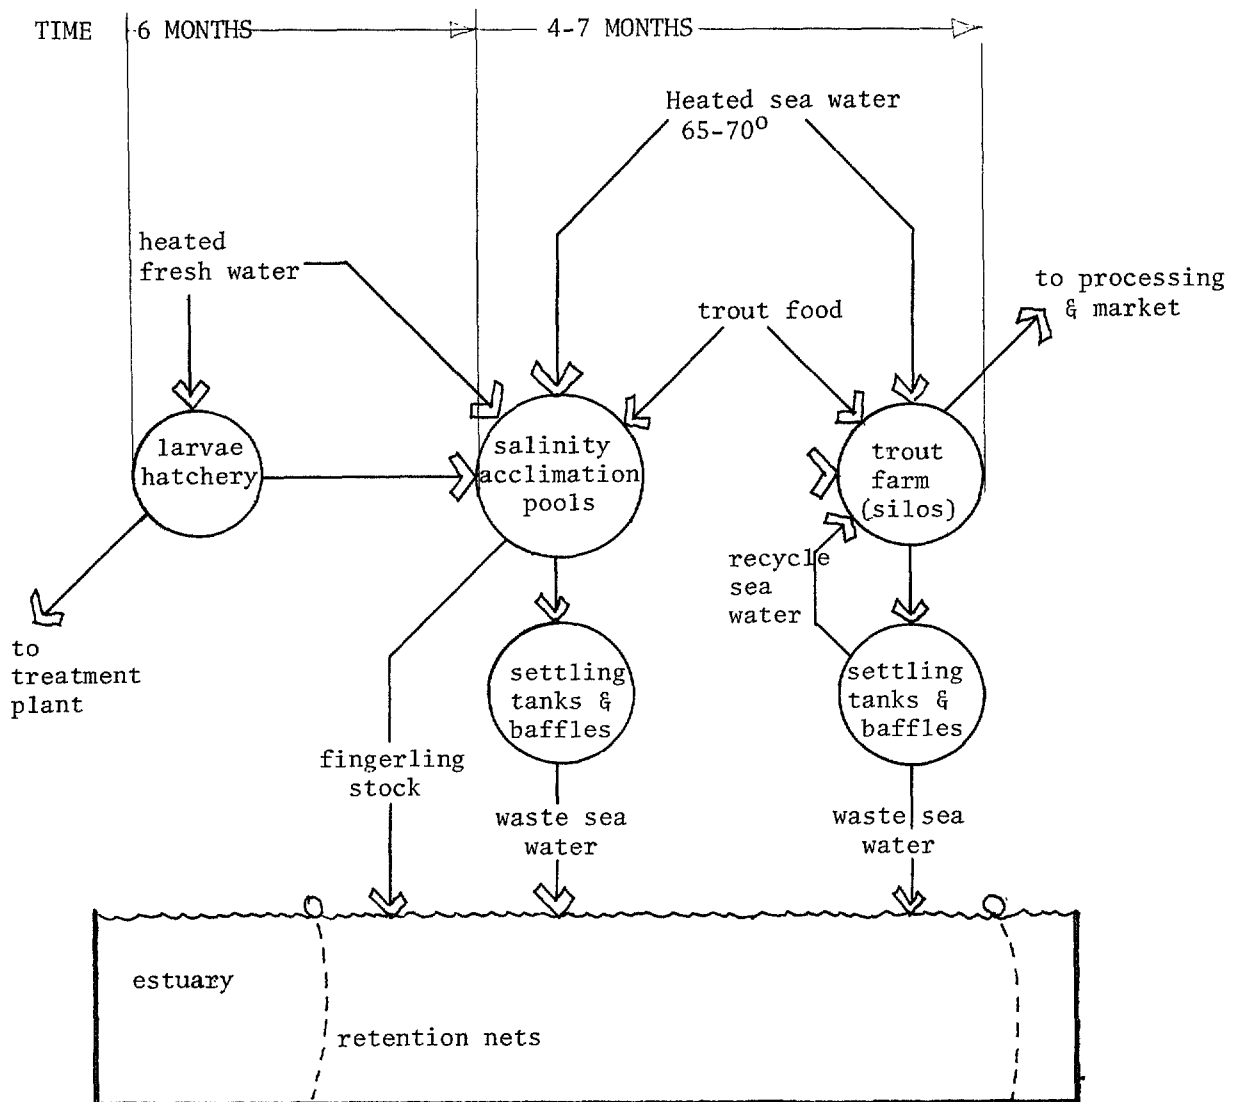 TIME 6 MONTHS 4-7 MONTHS
Heated sea water
65-70°
heated
fresh water
trout food
to processing
& market
larvae
hatchery
salinity
acclimation
pools
trout
farm
(silos)
to
treatment
plant
recycle
sea
water
settling
tanks &
baffles
settling
tanks &
baffles
fingerling
stock
waste sea
water
waste sea
water
estuary
retention nets